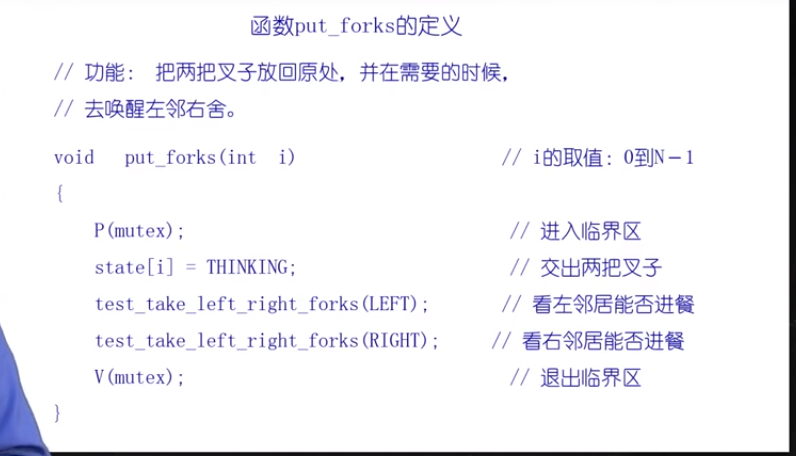 函数put_forks的定义
// 功能: 把两把叉子放回原处，并在需要的时候，
// 去唤醒左邻右舍。
void put_forks(int i) // i的取值: 0到N－1
{
P(mutex); // 进入临界区
state[i] = THINKING; // 交出两把叉子
test_take_left_right_forks(LEFT); // 看左邻居能否进餐
test_take_left_right_forks(RIGHT); // 看右邻居能否进餐
V(mutex); // 退出临界区
}